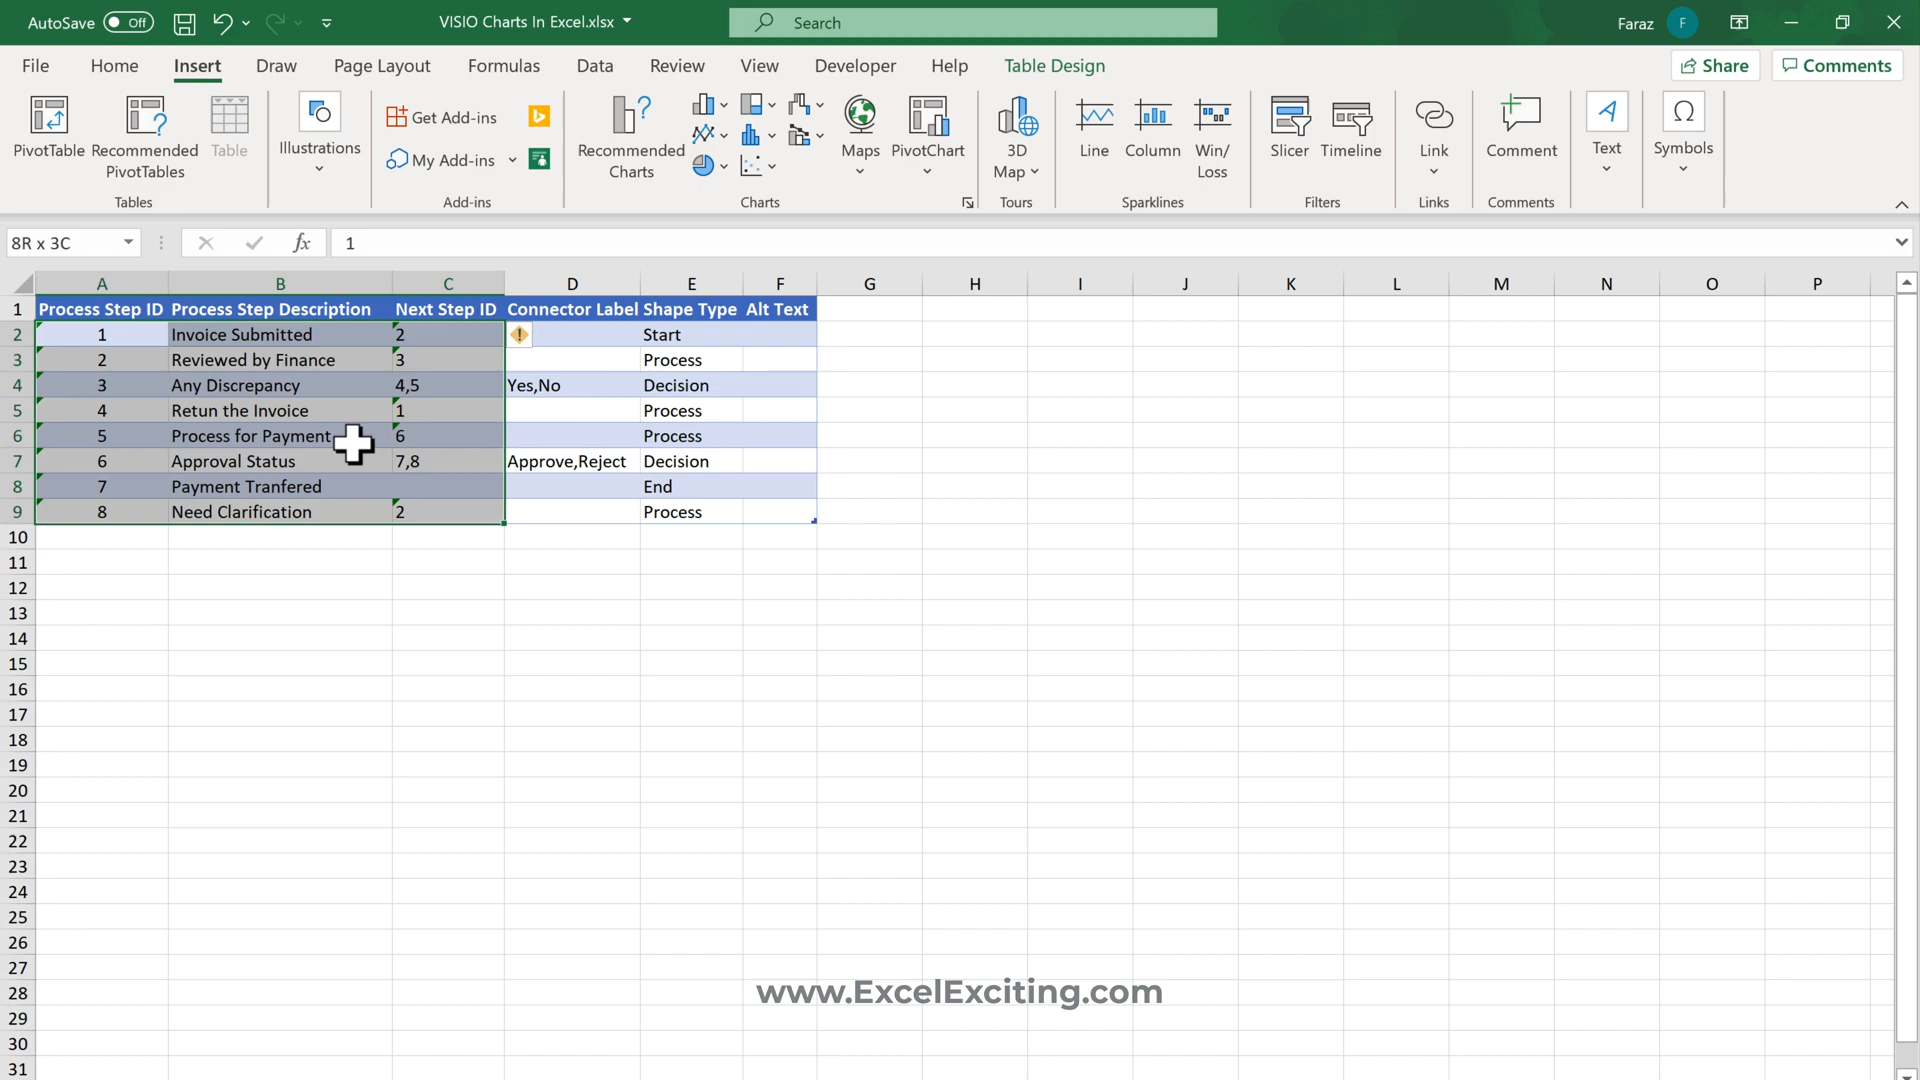 AutoSave Off VISIO Charts In Excel.xlsx Search Faraz F
File Home Insert Draw Page Layout Formulas Data Review View Developer Help Table Design Share Comments
PivotTable Recommended PivotTables Table Illustrations Get Add-ins My Add-ins Recommended Charts Maps PivotChart 3D Map Line Column Win/Loss Slicer Timeline Link Comment Text Symbols
Tables Add-ins Charts Tours Sparklines Filters Links Comments
8R x 3C fx 1
A B C D E F G H I J K L M N O P
1 Process Step ID Process Step Description Next Step ID Connector Label Shape Type Alt Text
2 1 Invoice Submitted 2 Start
3 2 Reviewed by Finance 3 Process
4 3 Any Discrepancy 4,5 Yes,No Decision
5 4 Retun the Invoice 1 Process
6 5 Process for Payment 6 Process
7 6 Approval Status 7,8 Approve,Reject Decision
8 7 Payment Tranfered End
9 8 Need Clarification 2 Process
10
11
12
13
14
15
16
17
18
19
20
21
22
23
24
25
26
27
28 www.ExcelExciting.com
29
30
31